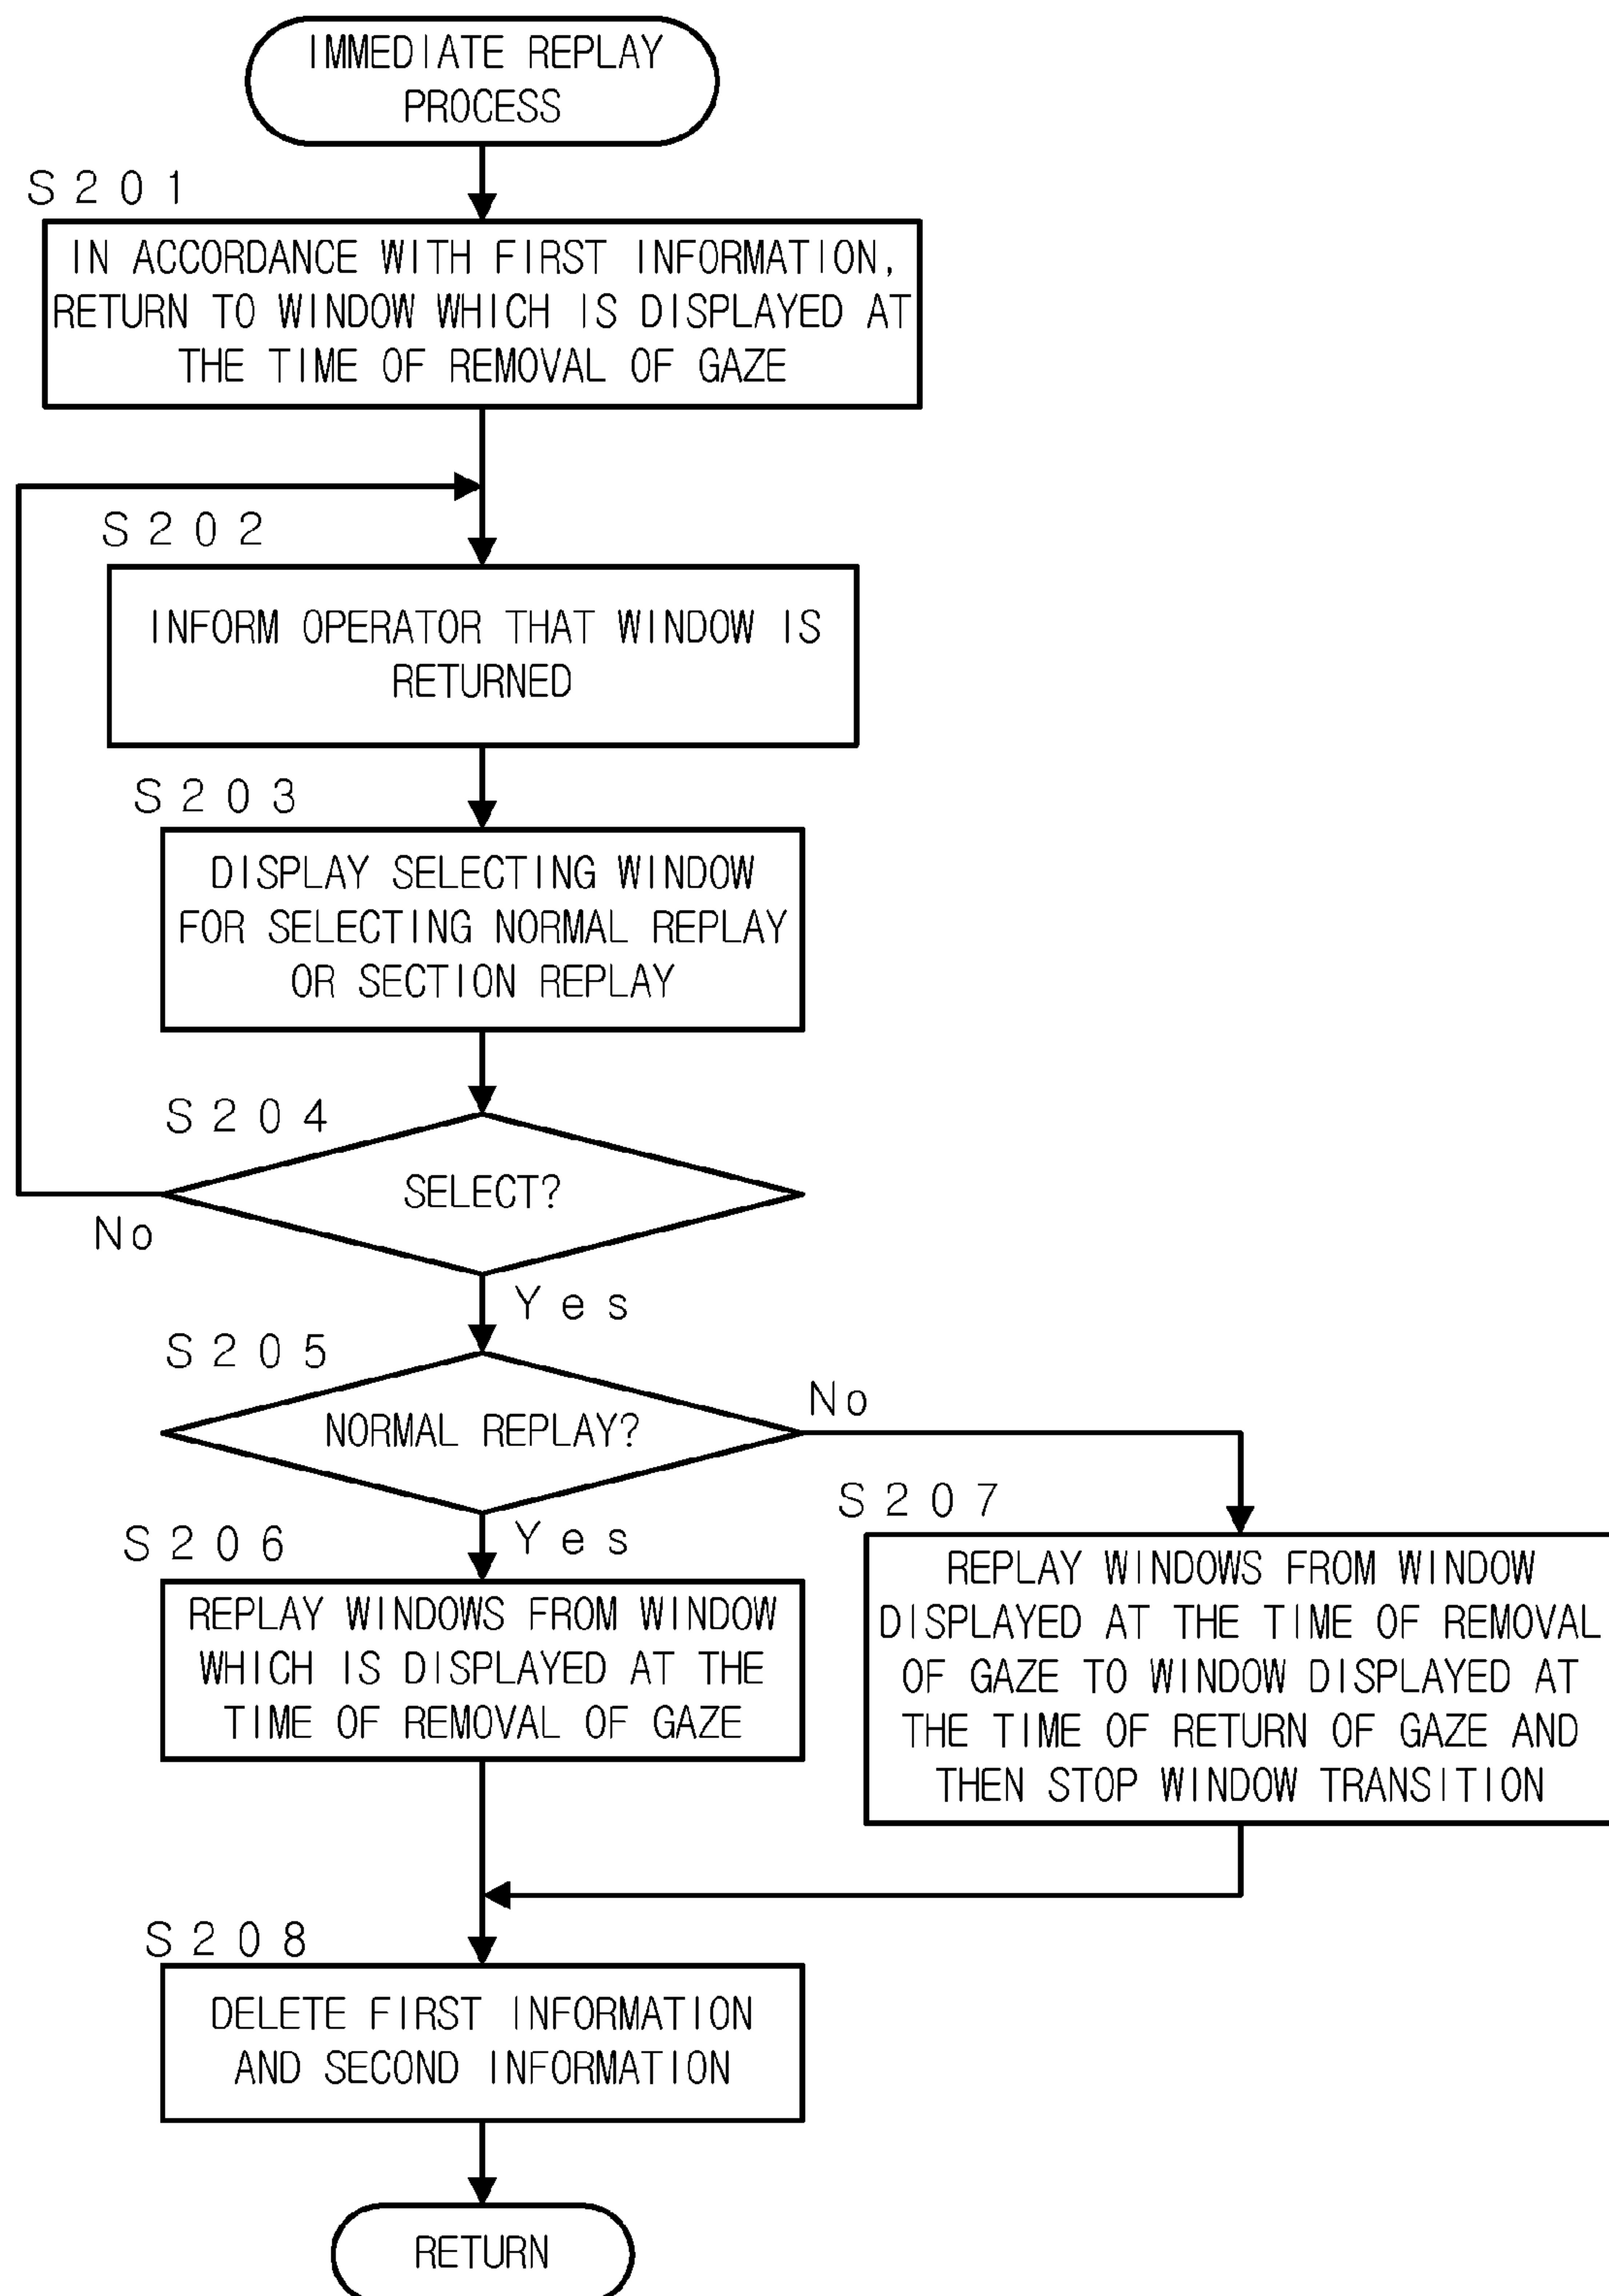 IMMEDIATE REPLAY
PROCESS
S201
IN ACCORDANCE WITH FIRST INFORMATION,
RETURN TO WINDOW WHICH IS DISPLAYED AT
THE TIME OF REMOVAL OF GAZE
S202
INFORM OPERATOR THAT WINDOW IS
RETURNED
S203
DISPLAY SELECTING WINDOW
FOR SELECTING NORMAL REPLAY
OR SECTION REPLAY
S204
SELECT?
No
Yes
S205
NORMAL REPLAY?
No
Yes
S206
REPLAY WINDOWS FROM WINDOW
WHICH IS DISPLAYED AT THE
TIME OF REMOVAL OF GAZE
S207
REPLAY WINDOWS FROM WINDOW
DISPLAYED AT THE TIME OF REMOVAL
OF GAZE TO WINDOW DISPLAYED AT
THE TIME OF RETURN OF GAZE AND
THEN STOP WINDOW TRANSITION
S208
DELETE FIRST INFORMATION
AND SECOND INFORMATION
RETURN